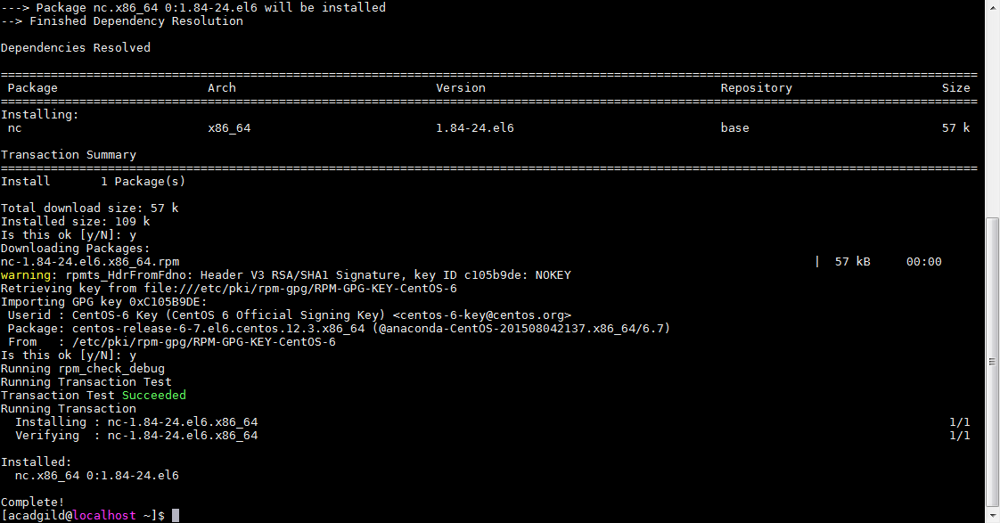 ---> Package nc.x86_64 0:1.84-24.el6 will be installed
--> Finished Dependency Resolution
Dependencies Resolved
================================================================================
Package Arch Version Repository Size
================================================================================
Installing:
nc x86_64 1.84-24.el6 base 57 k
Transaction Summary
================================================================================
Install 1 Package(s)
Total download size: 57 k
Installed size: 109 k
Is this ok [y/N]: y
Downloading Packages:
nc-1.84-24.el6.x86_64.rpm | 57 kB 00:00
warning: rpmts_HdrFromFdno: Header V3 RSA/SHA1 Signature, key ID c105b9de: NOKEY
Retrieving key from file:///etc/pki/rpm-gpg/RPM-GPG-KEY-CentOS-6
Importing GPG key 0xC105B9DE:
Userid : CentOS-6 Key (CentOS 6 Official Signing Key) <centos-6-key@centos.org>
Package: centos-release-6-7.el6.centos.12.3.x86_64 (@anaconda-CentOS-201508042137.x86_64/6.7)
From : /etc/pki/rpm-gpg/RPM-GPG-KEY-CentOS-6
Is this ok [y/N]: y
Running rpm_check_debug
Running Transaction Test
Transaction Test Succeeded
Running Transaction
Installing : nc-1.84-24.el6.x86_64 1/1
Verifying : nc-1.84-24.el6.x86_64 1/1
Installed:
nc.x86_64 0:1.84-24.el6
Complete!
[acadgild@localhost ~]$